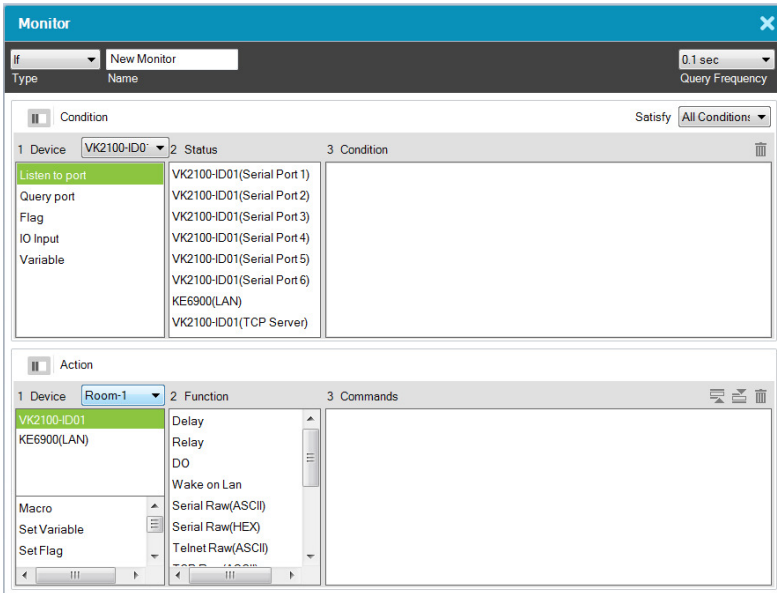 Monitor
If
New Monitor
0.1 sec
Type
Name
Query Frequency
Condition
Satisfy
All Condition:
1 Device
VK2100-ID0
2 Status
3 Condition
Listen to port
Query port
Flag
IO Input
Variable
VK2100-ID01(Serial Port 1)
VK2100-ID01(Serial Port 2)
VK2100-ID01(Serial Port 3)
VK2100-ID01(Serial Port 4)
VK2100-ID01(Serial Port 5)
VK2100-ID01(Serial Port 6)
KE6900(LAN)
VK2100-ID01(TCP Server)
Action
1 Device
Room-1
2 Function
3 Commands
VK2100-ID01
KE6900(LAN)
Macro
Set Variable
Set Flag
Delay
Relay
DO
Wake on Lan
Serial Raw(ASCII)
Serial Raw(HEX)
Telnet Raw(ASCII)